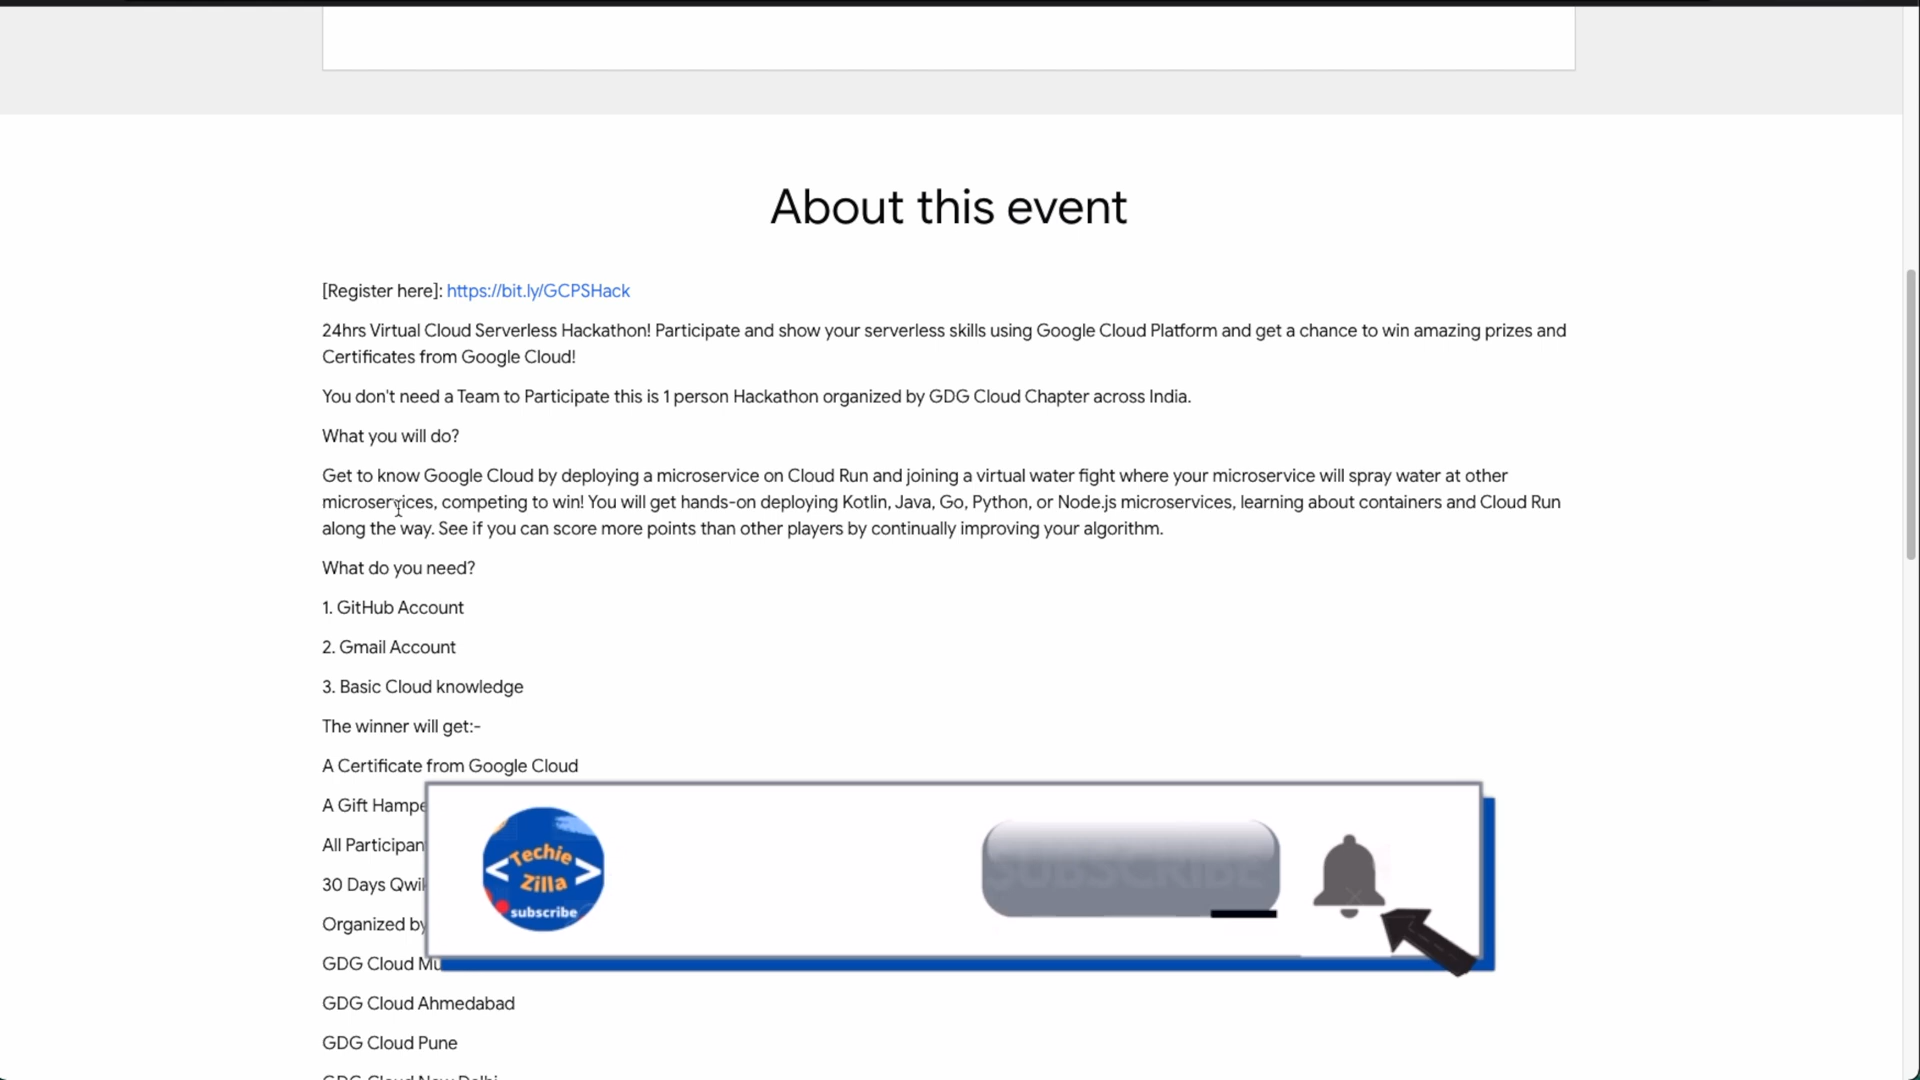 About this event
[Register here]: https://bit.ly/GCPSHack
24hrs Virtual Cloud Serverless Hackathon! Participate and show your serverless skills using Google Cloud Platform and get a chance to win amazing prizes and
Certificates from Google Cloud!
You don't need a Team to Participate this is 1 person Hackathon organized by GDG Cloud Chapter across India.
What you will do?
Get to know Google Cloud by deploying a microservice on Cloud Run and joining a virtual water fight where your microservice will spray water at other
microservices, competing to win! You will get hands-on deploying Kotlin, Java, Go, Python, or Node.js microservices, learning about containers and Cloud Run
along the way. See if you can score more points than other players by continually improving your algorithm.
What do you need?
1. GitHub Account
2. Gmail Account
3. Basic Cloud knowledge
The winner will get:-
A Certificate from Google Cloud
A Gift
All
30 Days
Organized by
GDG Cloud
GDG Cloud Ahmedabad
GDG Cloud Pune
GDG Cloud New Delhi
<Techie
Zilla>
subscribe
SUBSCRIBE